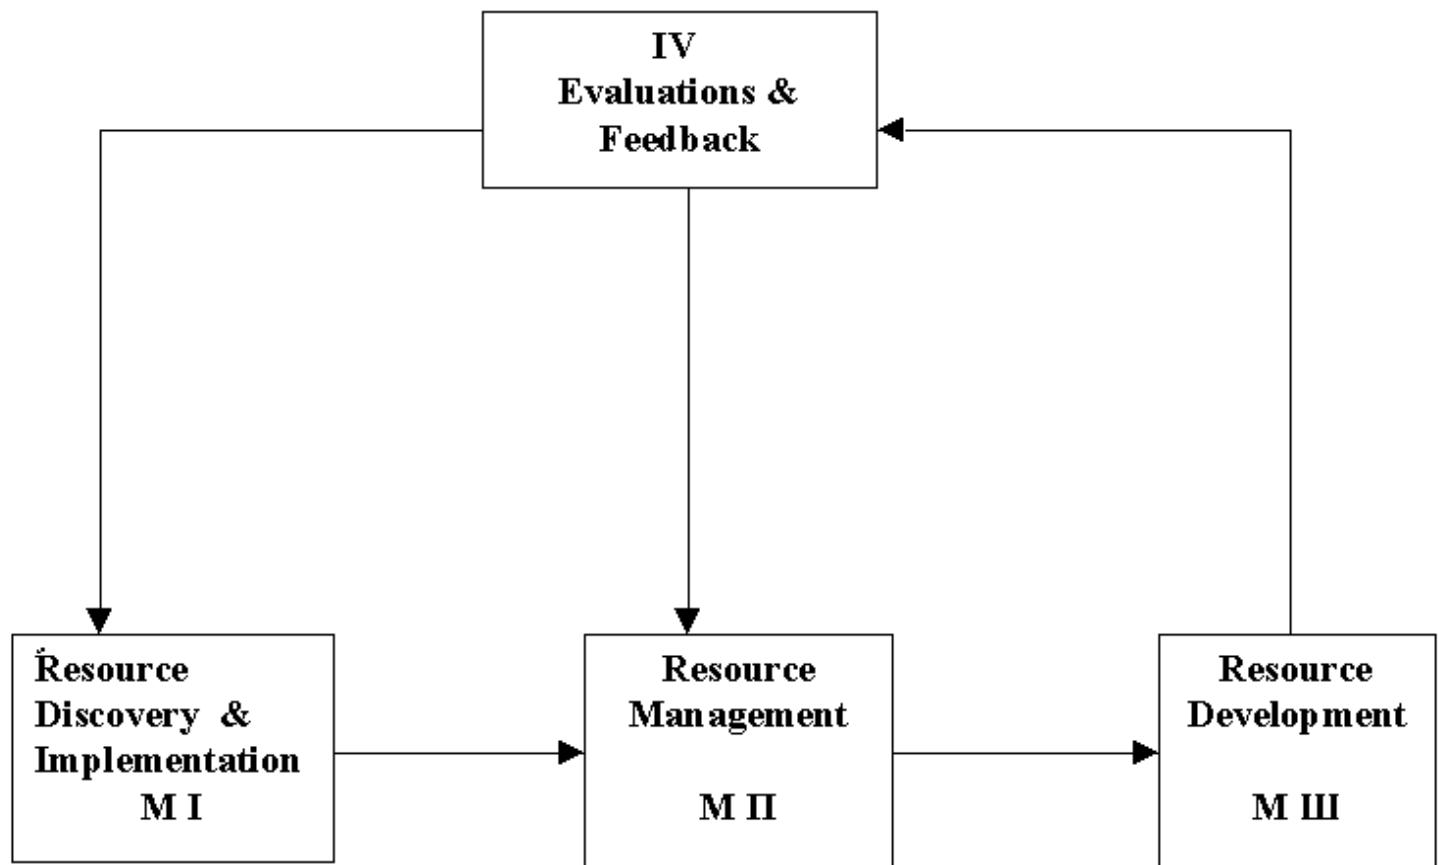 IV
Evaluations &
Feedback
Resource
Discovery &
Implementation
M I
Resource
Management
M II
Resource
Development
M III